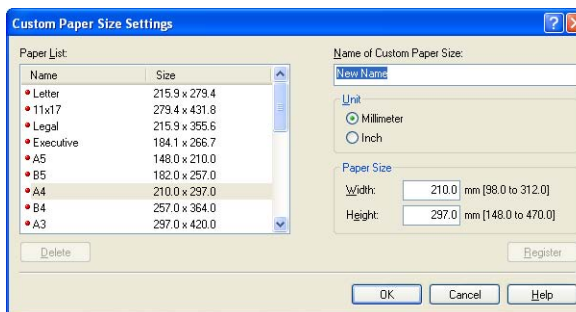 Custom Paper Size Settings
Paper List:
Name Size
Letter 215.9 x 279.4
11x17 279.4 x 431.8
Legal 215.9 x 355.6
Executive 184.1 x 266.7
A5 148.0 x 210.0
B5 182.0 x 257.0
A4 210.0 x 297.0
B4 257.0 x 364.0
A3 297.0 x 420.0
Delete
Name of Custom Paper Size:
New Name
Unit
Millimeter
Inch
Paper Size
Width: 210.0 mm [98.0 to 312.0]
Height: 297.0 mm [148.0 to 470.0]
Register
OK Cancel Help